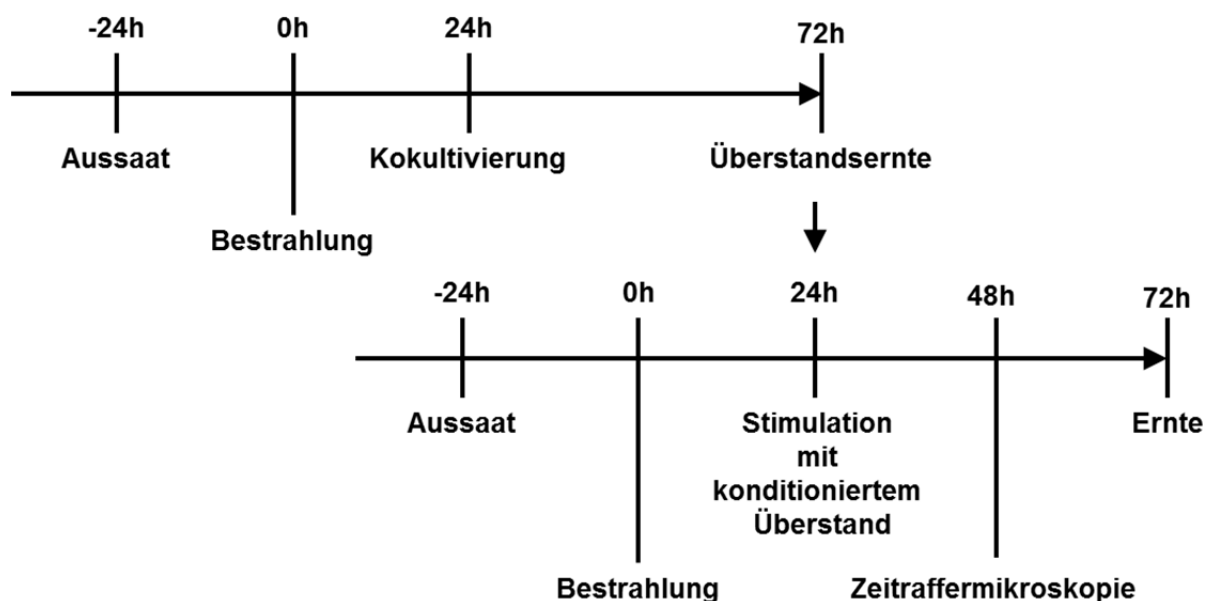 -24h 0h 24h 72h
Aussaat Kokultivierung Überstandsernte
Bestrahlung
-24h 0h 24h 48h 72h
Aussaat Stimulation Ernte
mit
konditioniertem
Überstand
Bestrahlung Zeitraffermikroskopie